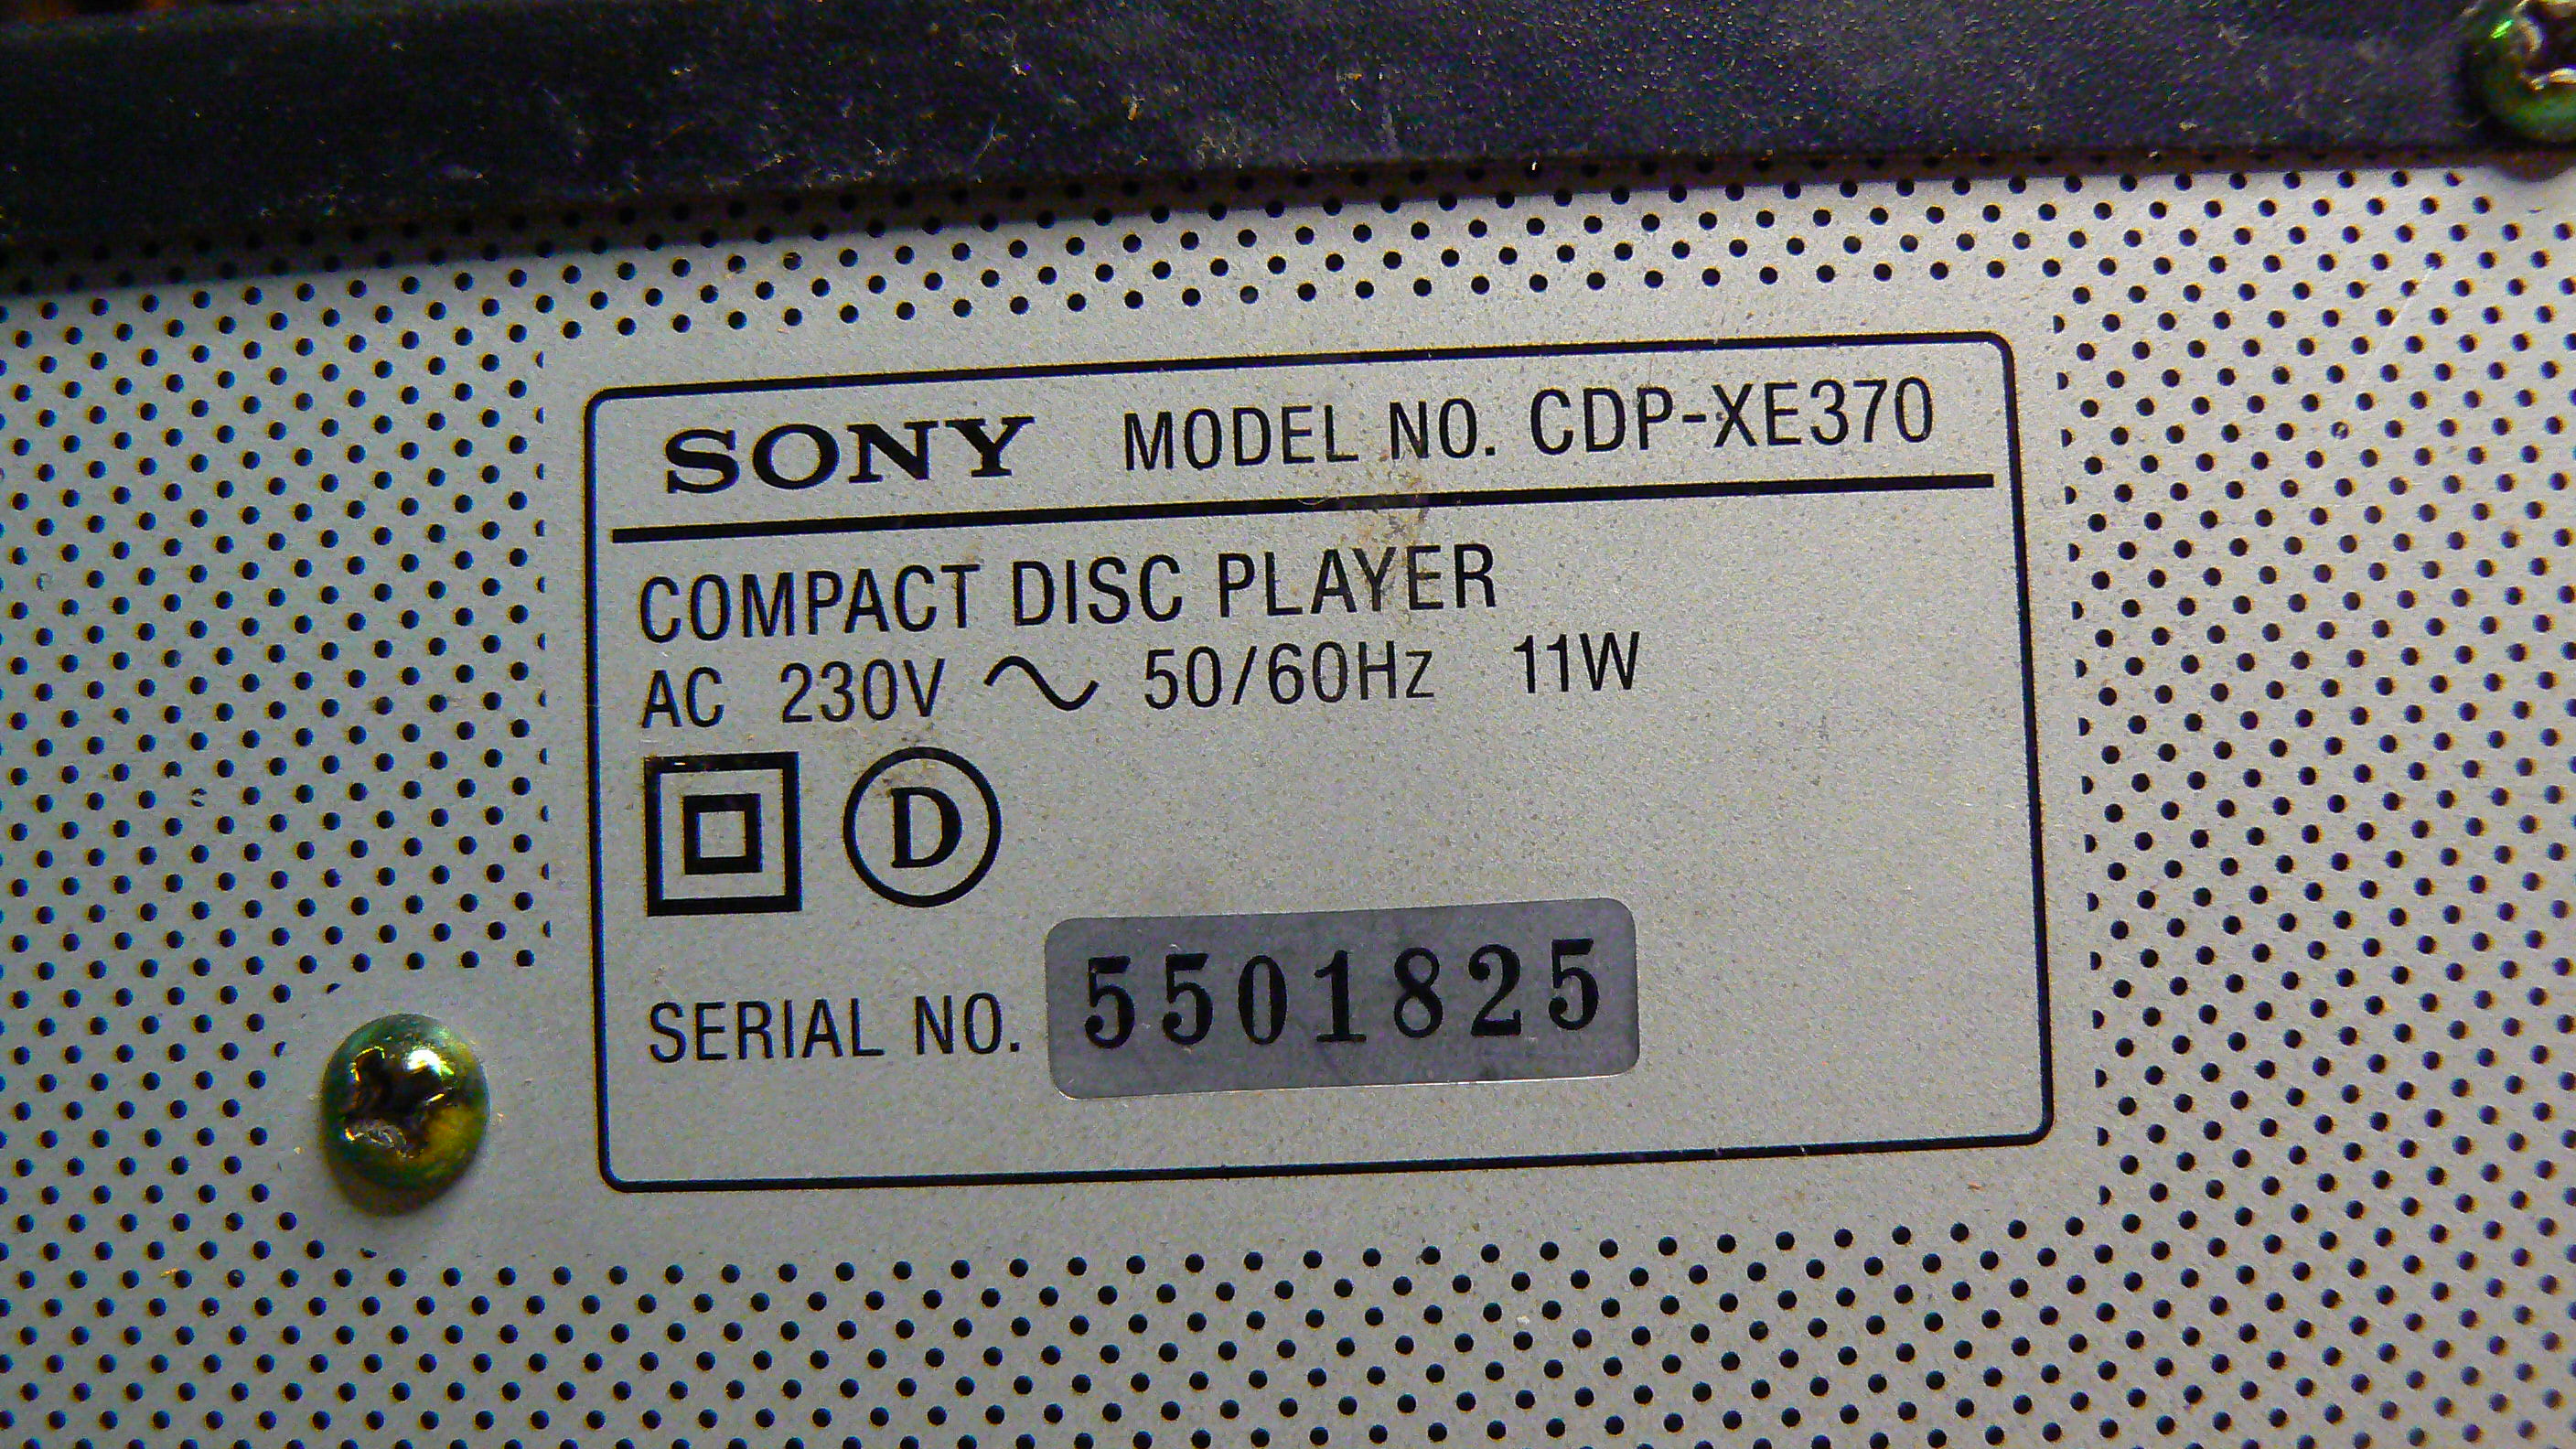 SONY MODEL NO. CDP-XE370
COMPACT DISC PLAYER
AC 230V ~ 50/60Hz 11W
D
SERIAL NO. 5501825